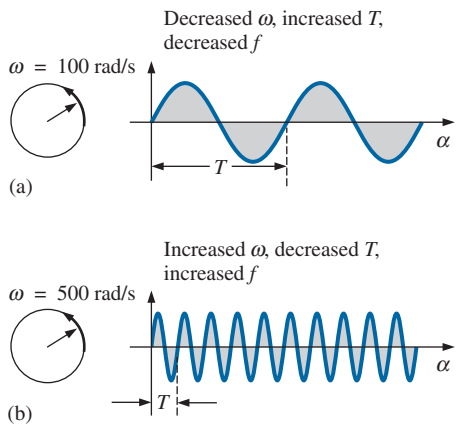 Decreased ω, increased T,
decreased f
ω = 100 rad/s
α
T
(a)
Increased ω, decreased T,
increased f
ω = 500 rad/s
α
T
(b)